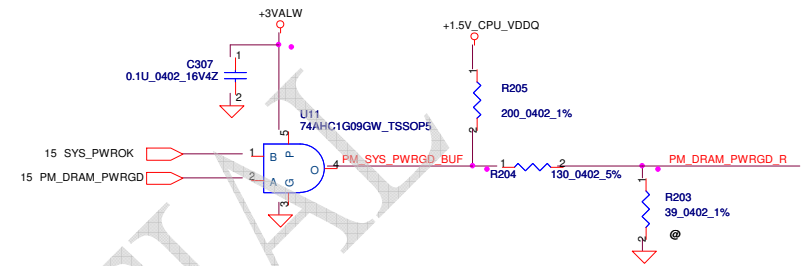 +3VALW
+1.5V_CPU_VDDQ
1
C307
0.1U_0402_16V4Z
2
1
R205
200_0402_1%
2
U11
74AHC1G09GW_TSSOP5
5
P
15 SYS_PWROK
1
B
O
4
PM_SYS_PWRGD_BUF
1
2
PM_DRAM_PWRGD_R
15 PM_DRAM_PWRGD
2
A
G
R204
130_0402_5%
3
1
R203
39_0402_1%
2
@
IAL